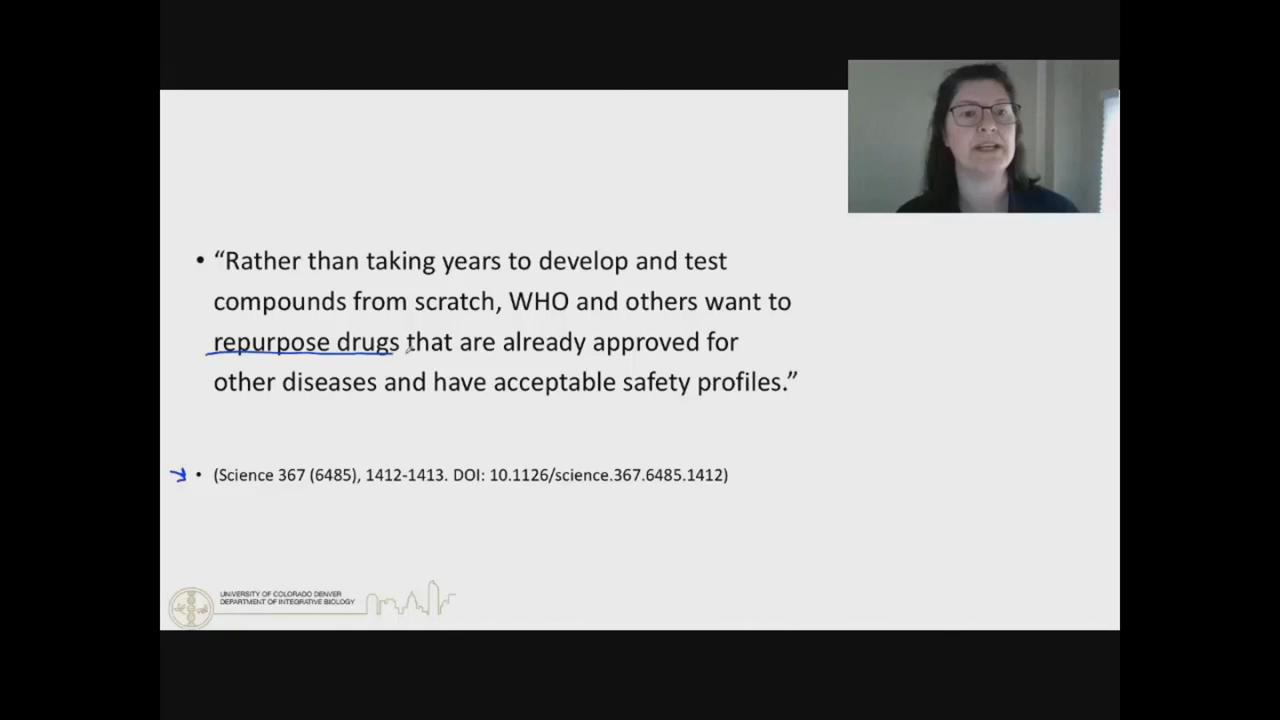 • “Rather than taking years to develop and test
compounds from scratch, WHO and others want to
repurpose drugs that are already approved for
other diseases and have acceptable safety profiles.”
• (Science 367 (6485), 1412-1413. DOI: 10.1126/science.367.6485.1412)
UNIVERSITY OF COLORADO DENVER
DEPARTMENT OF INTEGRATIVE BIOLOGY